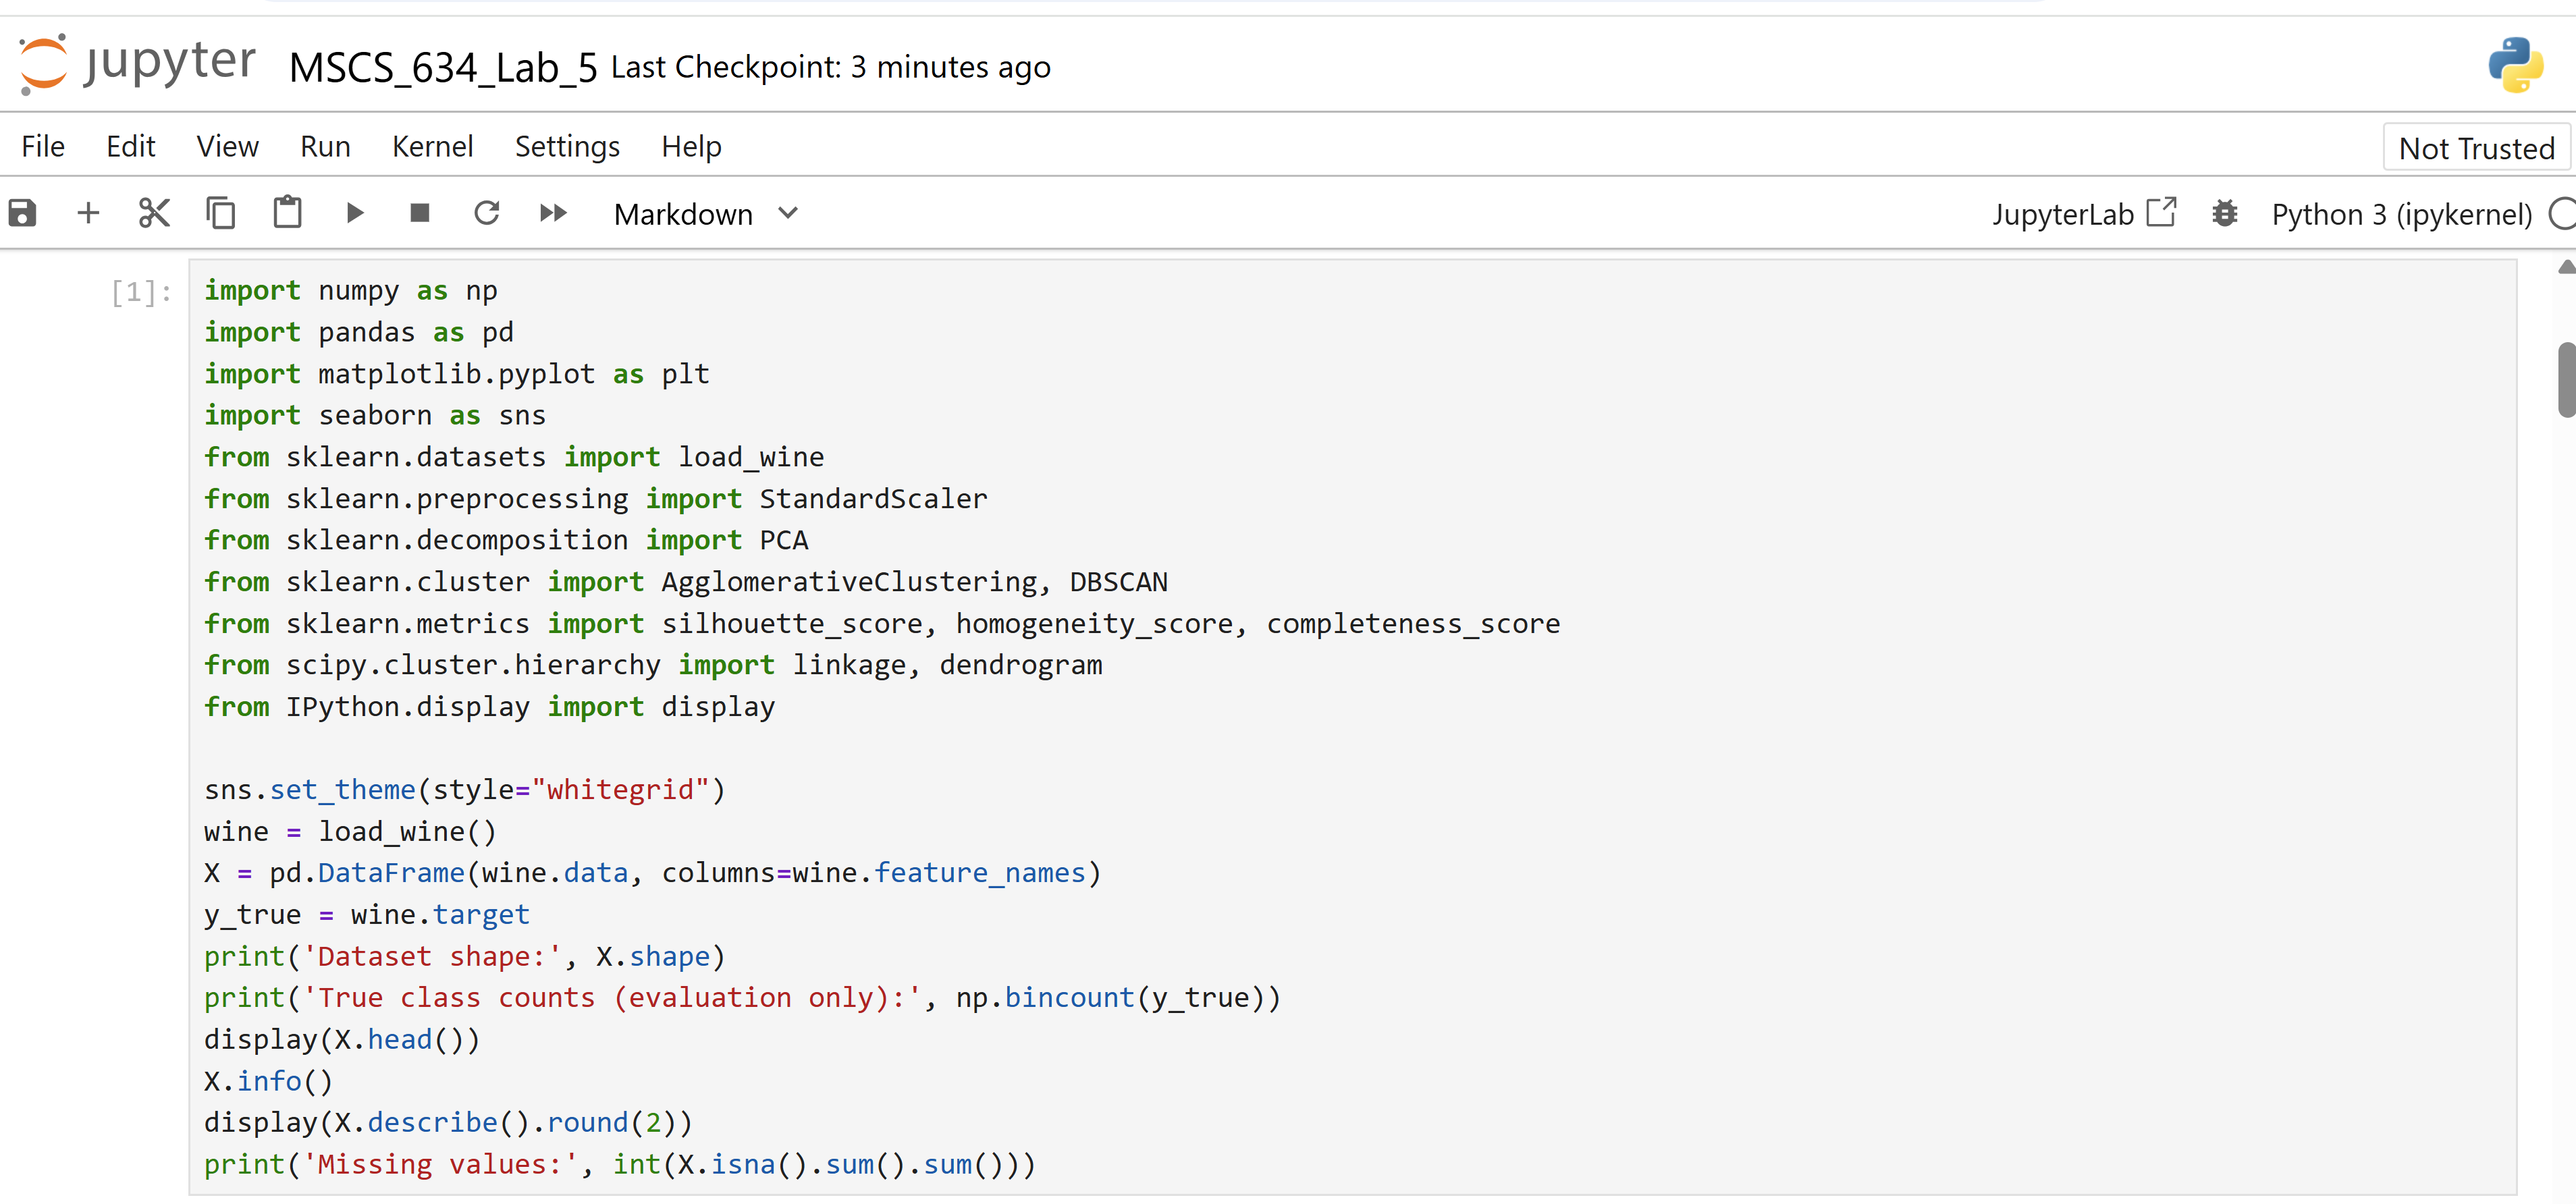 jupyter MSCS_634_Lab_5 Last Checkpoint: 3 minutes ago
File Edit View Run Kernel Settings Help Not Trusted
Markdown JupyterLab Python 3 (ipykernel)
[1]: import numpy as np
import pandas as pd
import matplotlib.pyplot as plt
import seaborn as sns
from sklearn.datasets import load_wine
from sklearn.preprocessing import StandardScaler
from sklearn.decomposition import PCA
from sklearn.cluster import AgglomerativeClustering, DBSCAN
from sklearn.metrics import silhouette_score, homogeneity_score, completeness_score
from scipy.cluster.hierarchy import linkage, dendrogram
from IPython.display import display

sns.set_theme(style="whitegrid")
wine = load_wine()
X = pd.DataFrame(wine.data, columns=wine.feature_names)
y_true = wine.target
print('Dataset shape:', X.shape)
print('True class counts (evaluation only):', np.bincount(y_true))
display(X.head())
X.info()
display(X.describe().round(2))
print('Missing values:', int(X.isna().sum().sum()))